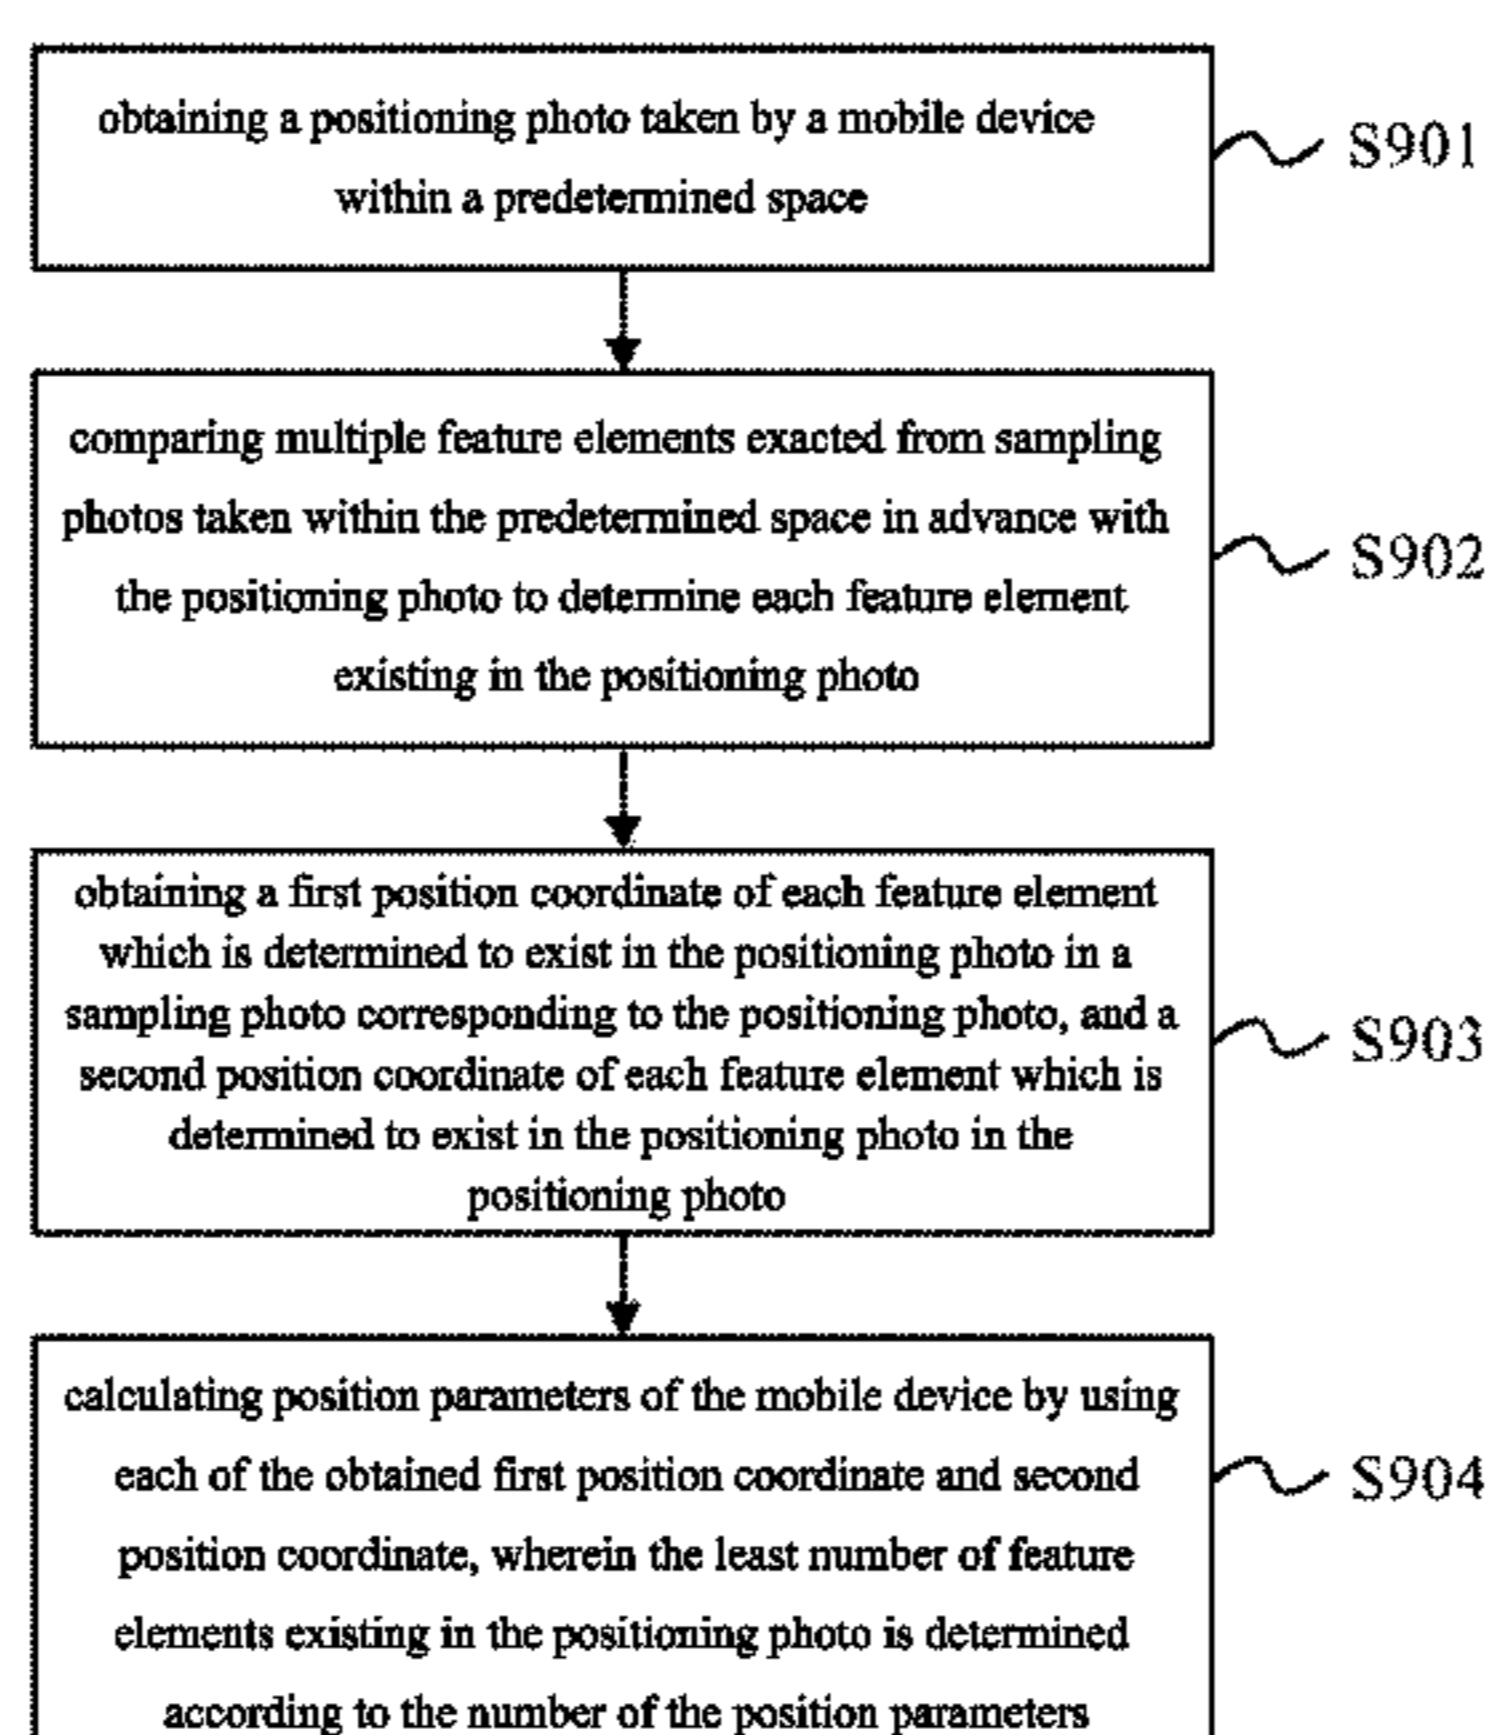 obtaining a positioning photo taken by a mobile device
within a predetermined space
S901
comparing multiple feature elements exacted from sampling
photos taken within the predetermined space in advance with
the positioning photo to determine each feature element
existing in the positioning photo
S902
obtaining a first position coordinate of each feature element
which is determined to exist in the positioning photo in a
sampling photo corresponding to the positioning photo, and a
second position coordinate of each feature element which is
determined to exist in the positioning photo in the
positioning photo
S903
calculating position parameters of the mobile device by using
each of the obtained first position coordinate and second
position coordinate, wherein the least number of feature
elements existing in the positioning photo is determined
according to the number of the position parameters
S904